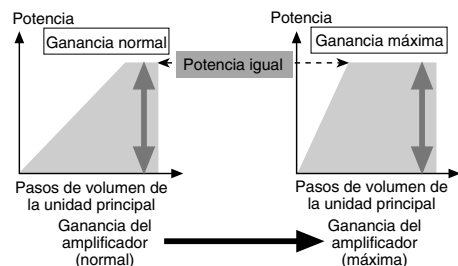 Potencia
Ganancia normal
Potencia igual
Potencia
Ganancia máxima
Pasos de volumen de
la unidad principal
Pasos de volumen de
la unidad principal
Ganancia del
amplificador
(normal)
Ganancia del
amplificador
(máxima)